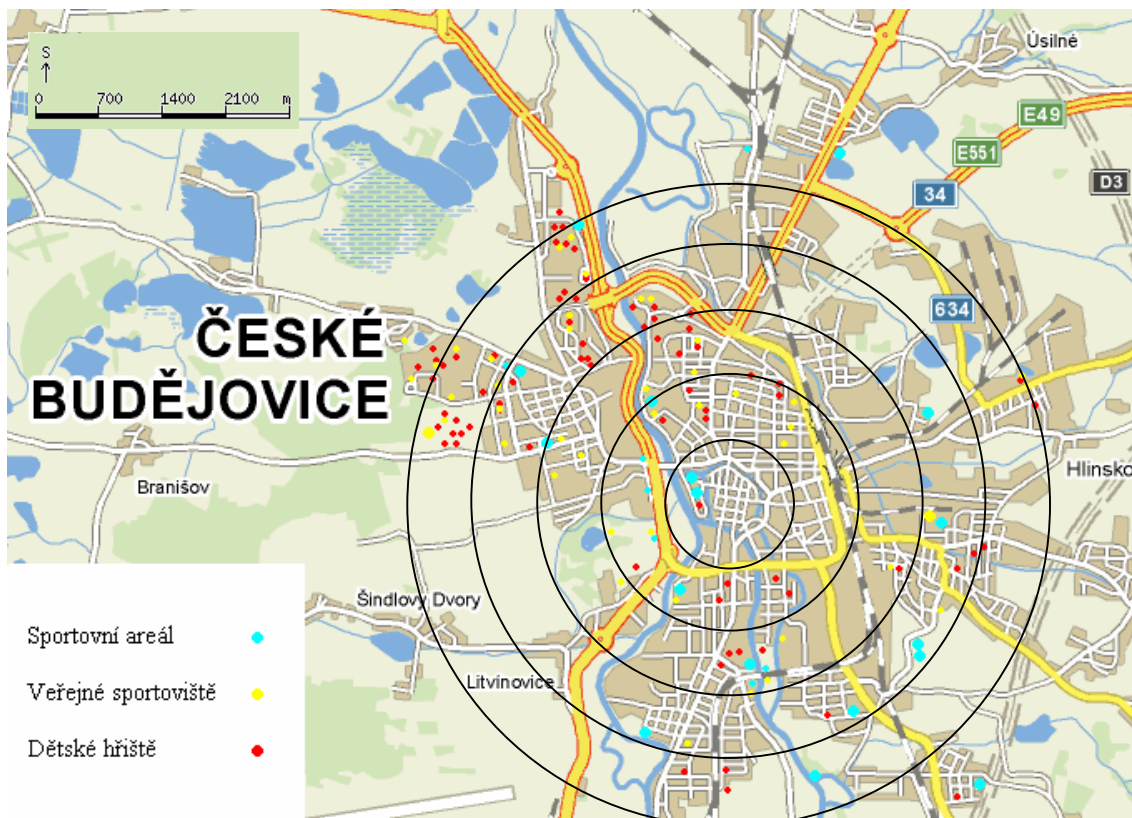 S
0 700 1400 2100 m
Úsilné
E49
E551
34
D3
634
ČESKÉ
BUDĚJOVICE
Branišov
Hlinsko
Šindlovy Dvory
Litvínovice
Sportovní areál
Veřejné sportoviště
Dětské hřiště